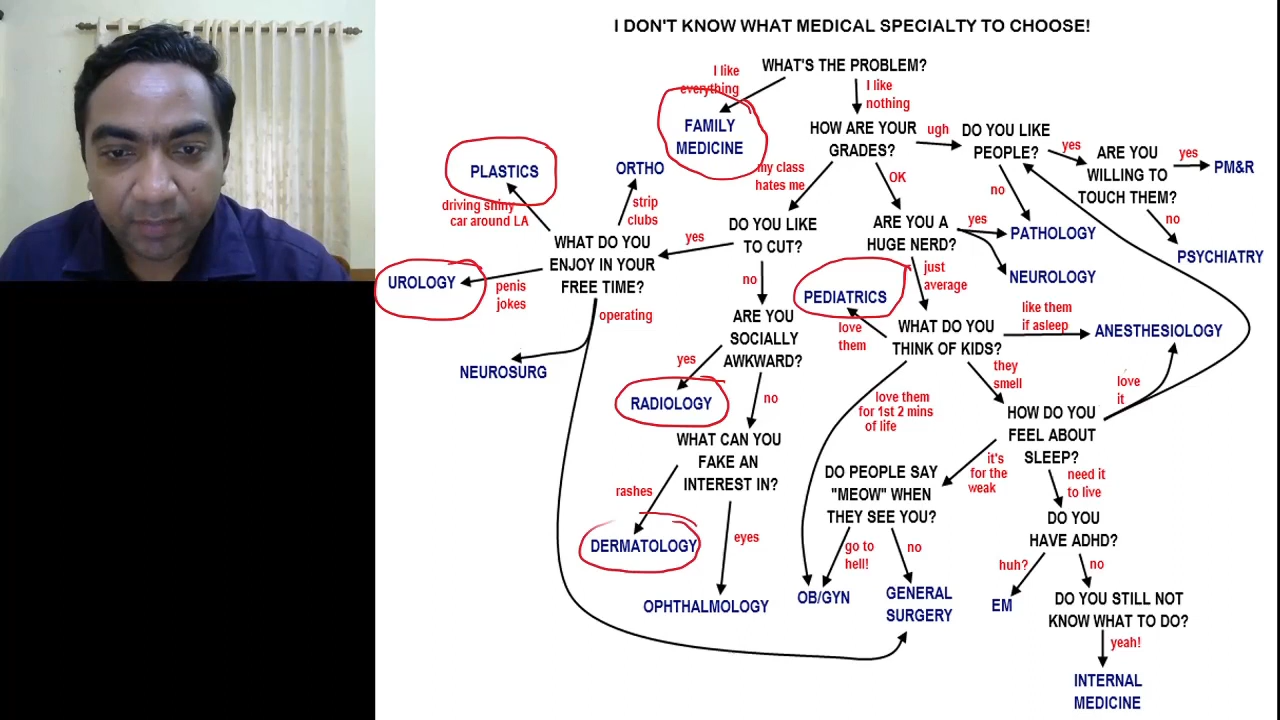 I DON'T KNOW WHAT MEDICAL SPECIALTY TO CHOOSE!
WHAT'S THE PROBLEM?
I like
everything
I like
nothing
FAMILY
MEDICINE
HOW ARE YOUR
GRADES?
ugh
DO YOU LIKE
PEOPLE?
yes
ARE YOU
WILLING TO
TOUCH THEM?
yes
PM&R
no
PSYCHIATRY
no
PATHOLOGY
my class
hates me
OK
ARE YOU A
HUGE NERD?
yes
NEUROLOGY
just
average
DO YOU LIKE
TO CUT?
yes
WHAT DO YOU
ENJOY IN YOUR
FREE TIME?
PLASTICS
driving shiny
car around LA
ORTHO
strip
clubs
UROLOGY
penis
jokes
operating
NEUROSURG
no
ARE YOU
SOCIALLY
AWKWARD?
yes
RADIOLOGY
no
WHAT CAN YOU
FAKE AN
INTEREST IN?
rashes
DERMATOLOGY
eyes
OPHTHALMOLOGY
PEDIATRICS
love
them
WHAT DO YOU
THINK OF KIDS?
like them
if asleep
ANESTHESIOLOGY
they
smell
love them
for 1st 2 mins
of life
HOW DO YOU
FEEL ABOUT
SLEEP?
love
it
it's
for the
weak
need it
to live
DO PEOPLE SAY
"MEOW" WHEN
THEY SEE YOU?
go to
hell!
no
OB/GYN
GENERAL
SURGERY
DO YOU
HAVE ADHD?
huh?
EM
no
DO YOU STILL NOT
KNOW WHAT TO DO?
yeah!
INTERNAL
MEDICINE